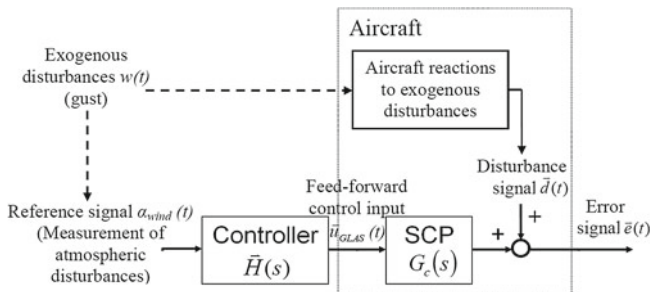 Aircraft
Exogenous
disturbances w(t)
(gust)
Aircraft reactions
to exogenous
disturbances
Disturbance
signal d̄(t)
Feed-forward
control input
ū_GLAS (t)
Reference signal α_wind (t)
(Measurement of
atmospheric
disturbances)
Controller
H̄(s)
SCP
G_c(s)
+
+
Error
signal ē(t)